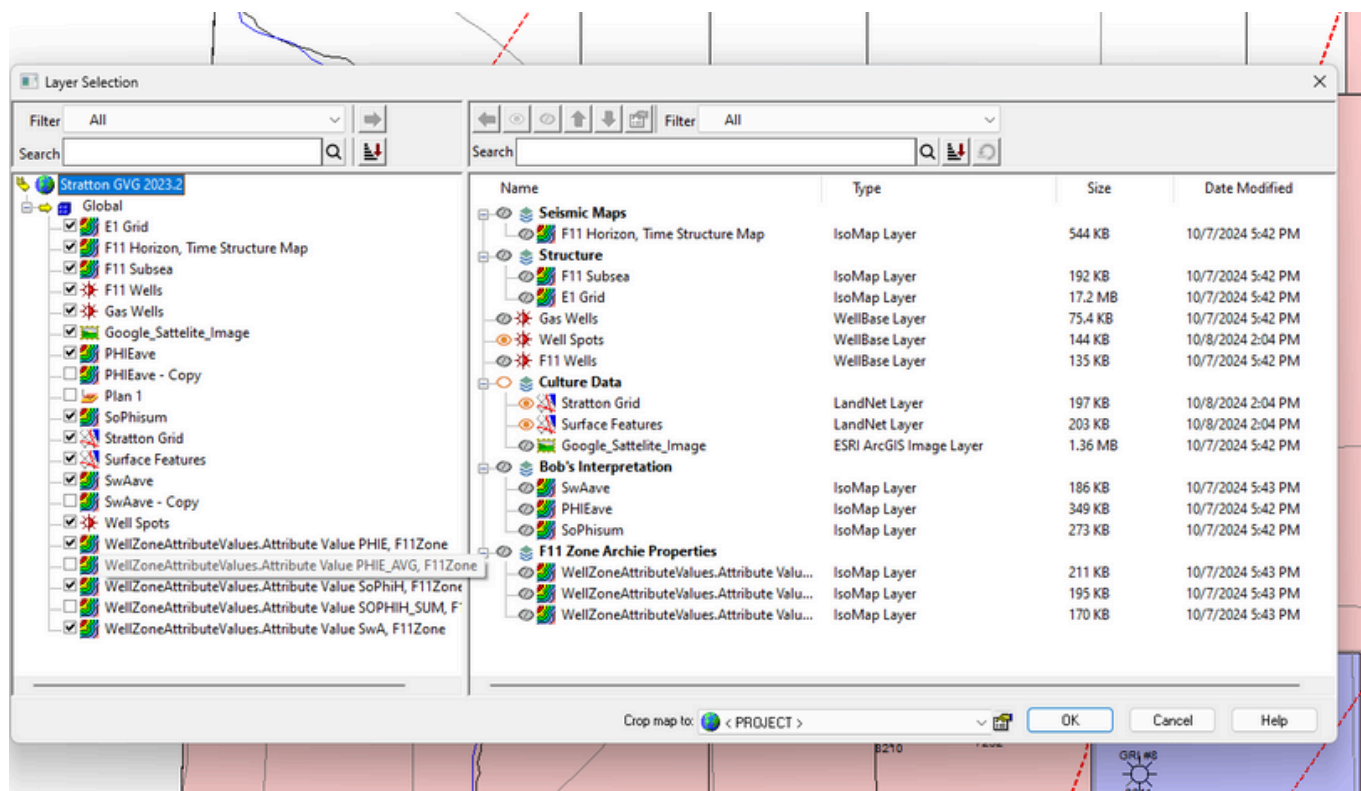 Layer Selection
Filter All
Search
Stratton GVG 2023.2
Global
E1 Grid
F11 Horizon, Time Structure Map
F11 Subsea
F11 Wells
Gas Wells
Google_Sattelite_Image
PHIEave
PHIEave - Copy
Plan 1
SoPhisum
Stratton Grid
Surface Features
SwAave
SwAave - Copy
Well Spots
WellZoneAttributeValues.Attribute Value PHIE, F11Zone
WellZoneAttributeValues.Attribute Value PHIE_AVG, F11Zone
WellZoneAttributeValues.Attribute Value SoPhiH, F11Zone
WellZoneAttributeValues.Attribute Value SOPHIH_SUM, F
WellZoneAttributeValues.Attribute Value SwA, F11Zone
Filter All
Search
Name Type Size Date Modified
Seismic Maps
F11 Horizon, Time Structure Map IsoMap Layer 544 KB 10/7/2024 5:42 PM
Structure
F11 Subsea IsoMap Layer 192 KB 10/7/2024 5:42 PM
E1 Grid IsoMap Layer 17.2 MB 10/7/2024 5:42 PM
Gas Wells WellBase Layer 75.4 KB 10/7/2024 5:42 PM
Well Spots WellBase Layer 144 KB 10/8/2024 2:04 PM
F11 Wells WellBase Layer 135 KB 10/7/2024 5:42 PM
Culture Data
Stratton Grid LandNet Layer 197 KB 10/8/2024 2:04 PM
Surface Features LandNet Layer 203 KB 10/8/2024 2:04 PM
Google_Sattelite_Image ESRI ArcGIS Image Layer 1.36 MB 10/7/2024 5:42 PM
Bob's Interpretation
SwAave IsoMap Layer 186 KB 10/7/2024 5:43 PM
PHIEave IsoMap Layer 349 KB 10/7/2024 5:42 PM
SoPhisum IsoMap Layer 273 KB 10/7/2024 5:42 PM
F11 Zone Archie Properties
WellZoneAttributeValues.Attribute Valu... IsoMap Layer 211 KB 10/7/2024 5:43 PM
WellZoneAttributeValues.Attribute Valu... IsoMap Layer 195 KB 10/7/2024 5:43 PM
WellZoneAttributeValues.Attribute Valu... IsoMap Layer 170 KB 10/7/2024 5:43 PM
Crop map to: < PROJECT > OK Cancel Help
8210
GRI #8